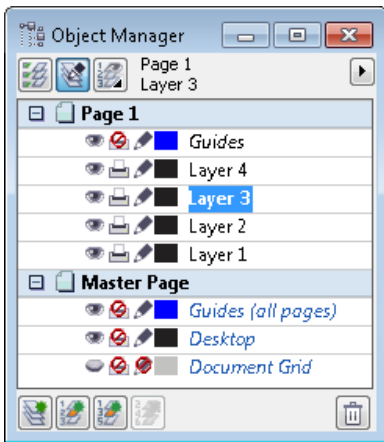 Object Manager
Page 1
Layer 3
Page 1
Guides
Layer 4
Layer 3
Layer 2
Layer 1
Master Page
Guides (all pages)
Desktop
Document Grid